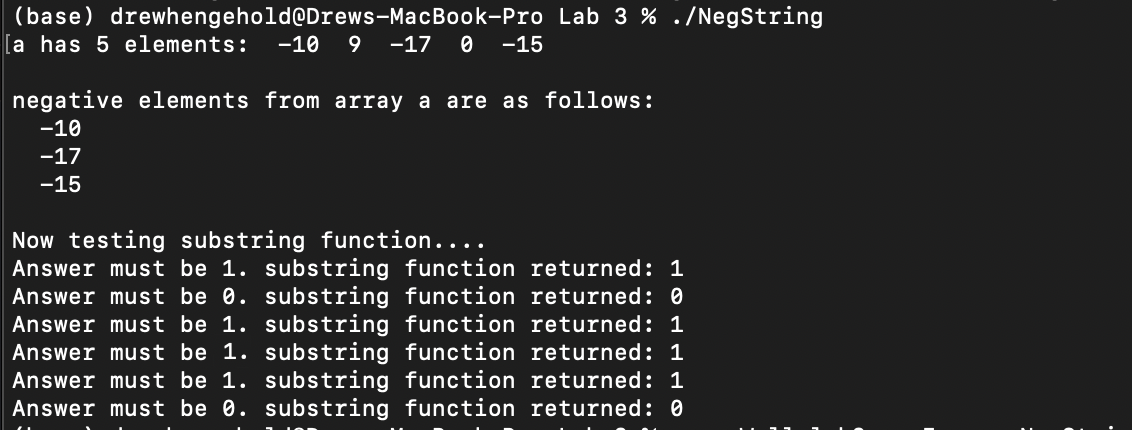 (base) drewhengehold@Drews-MacBook-Pro Lab 3 % ./NegString
[a has 5 elements:  -10  9  -17  0  -15
negative elements from array a are as follows:
  -10
  -17
  -15
Now testing substring function....
Answer must be 1. substring function returned: 1
Answer must be 0. substring function returned: 0
Answer must be 1. substring function returned: 1
Answer must be 1. substring function returned: 1
Answer must be 1. substring function returned: 1
Answer must be 0. substring function returned: 0